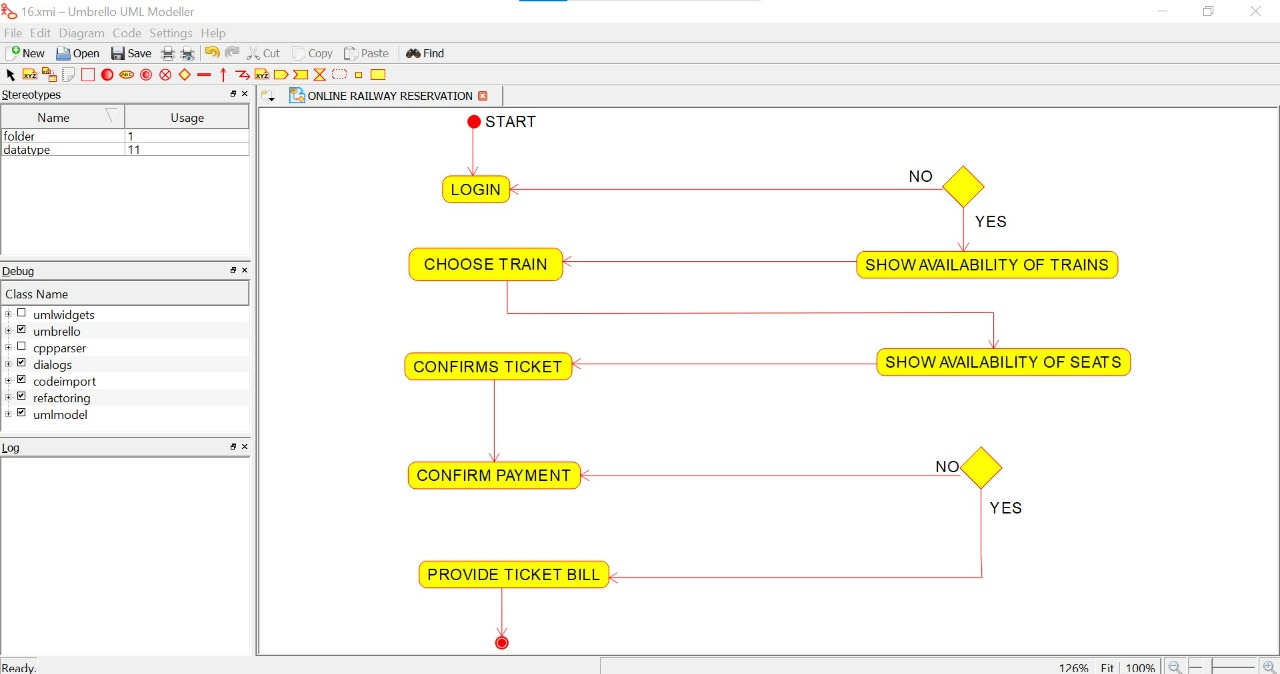 16.xmi – Umbrello UML Modeller
File Edit Diagram Code Settings Help
New Open Save Cut Copy Paste Find
Stereotypes
Name Usage
folder 1
datatype 11
Debug
Class Name
umlwidgets
umbrello
cppparser
dialogs
codeimport
refactoring
umlmodel
Log
Ready.
ONLINE RAILWAY RESERVATION
START
LOGIN
NO
YES
CHOOSE TRAIN
SHOW AVAILABILITY OF TRAINS
CONFIRMS TICKET
SHOW AVAILABILITY OF SEATS
CONFIRM PAYMENT
NO
YES
PROVIDE TICKET BILL
126% Fit 100%